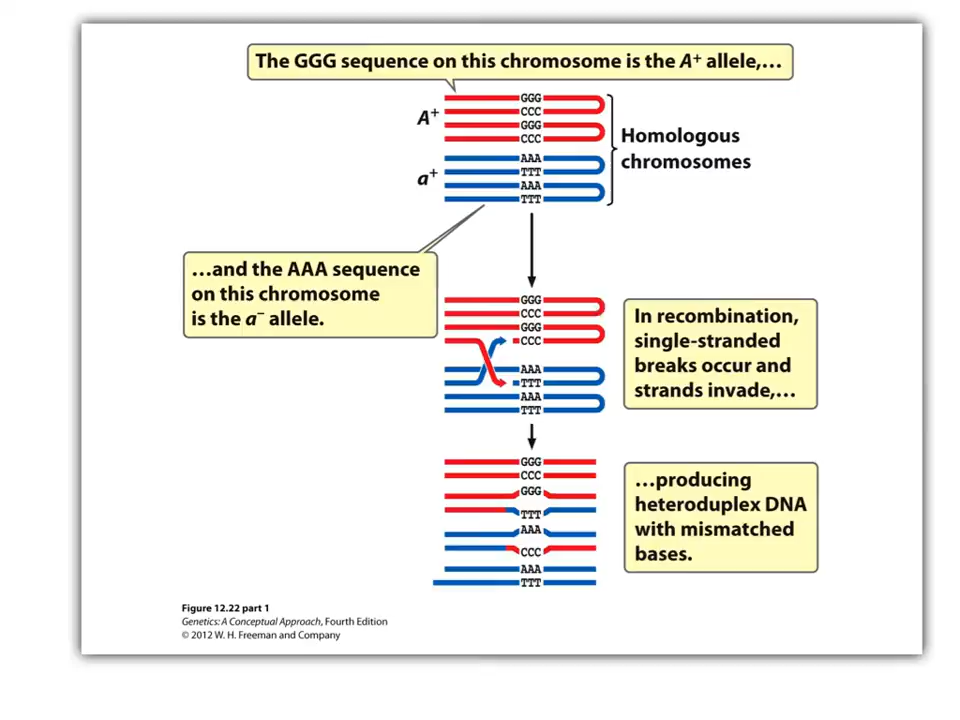 The GGG sequence on this chromosome is the A⁺ allele,…
GGG
A⁺
CCC
GGG
CCC
Homologous
chromosomes
AAA
a⁺
TTT
AAA
TTT
…and the AAA sequence
on this chromosome
is the a⁻ allele.
GGG
CCC
GGG
CCC
AAA
TTT
AAA
TTT
In recombination,
single-stranded
breaks occur and
strands invade,…
GGG
CCC
GGG
TTT
AAA
CCC
AAA
TTT
…producing
heteroduplex DNA
with mismatched
bases.
Figure 12.22 part 1
Genetics: A Conceptual Approach, Fourth Edition
© 2012 W. H. Freeman and Company